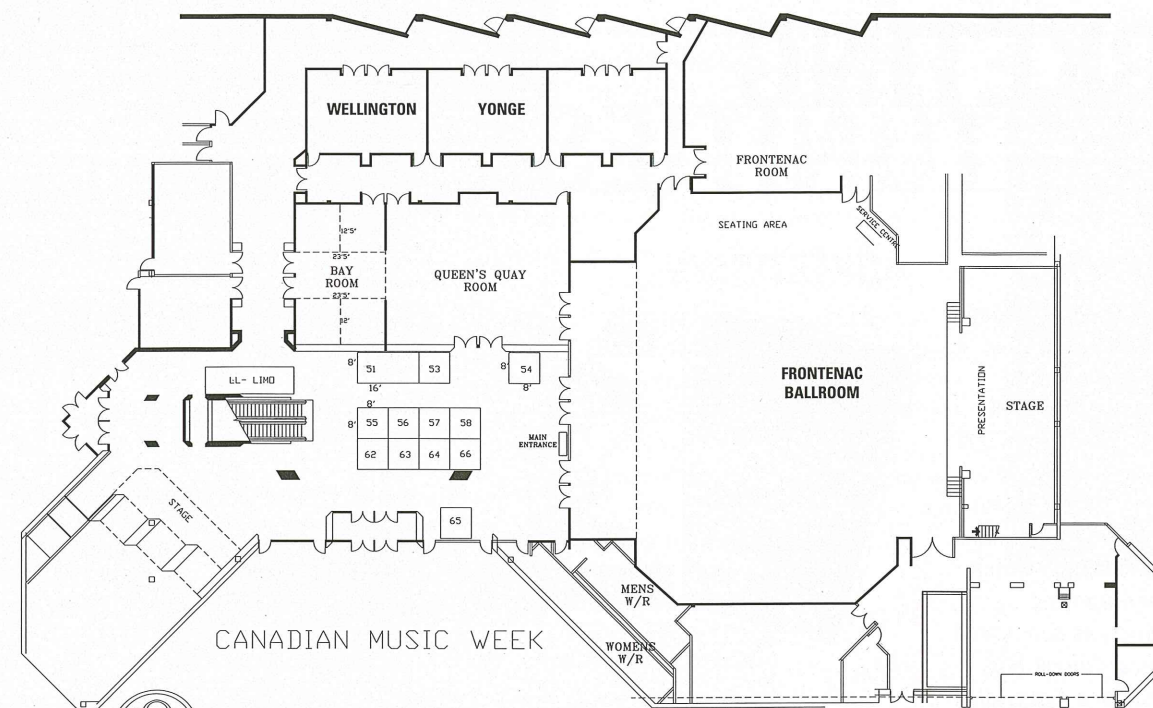 WELLINGTON
YONGE
FRONTENAC
ROOM
SEATING AREA
SERVICE CENTRE
12'5"
23'5"
BAY
ROOM
23'5"
12'
QUEEN'S QUAY
ROOM
8'
51
53
8'
54
8'
16'
8'
LL- LIMO
8'
55
56
57
58
62
63
64
66
MAIN
ENTRANCE
65
STAGE
FRONTENAC
BALLROOM
PRESENTATION
STAGE
MENS
W/R
WOMENS
W/R
CANADIAN MUSIC WEEK
ROLL-DOWN DOORS